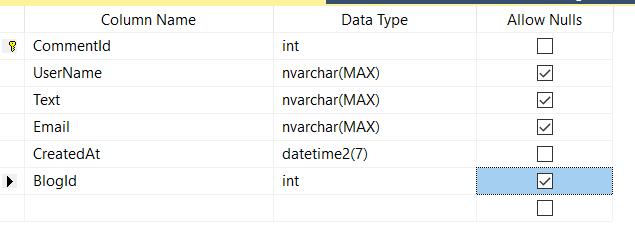 Column Name Data Type Allow Nulls
CommentId int
UserName nvarchar(MAX)
Text nvarchar(MAX)
Email nvarchar(MAX)
CreatedAt datetime2(7)
BlogId int